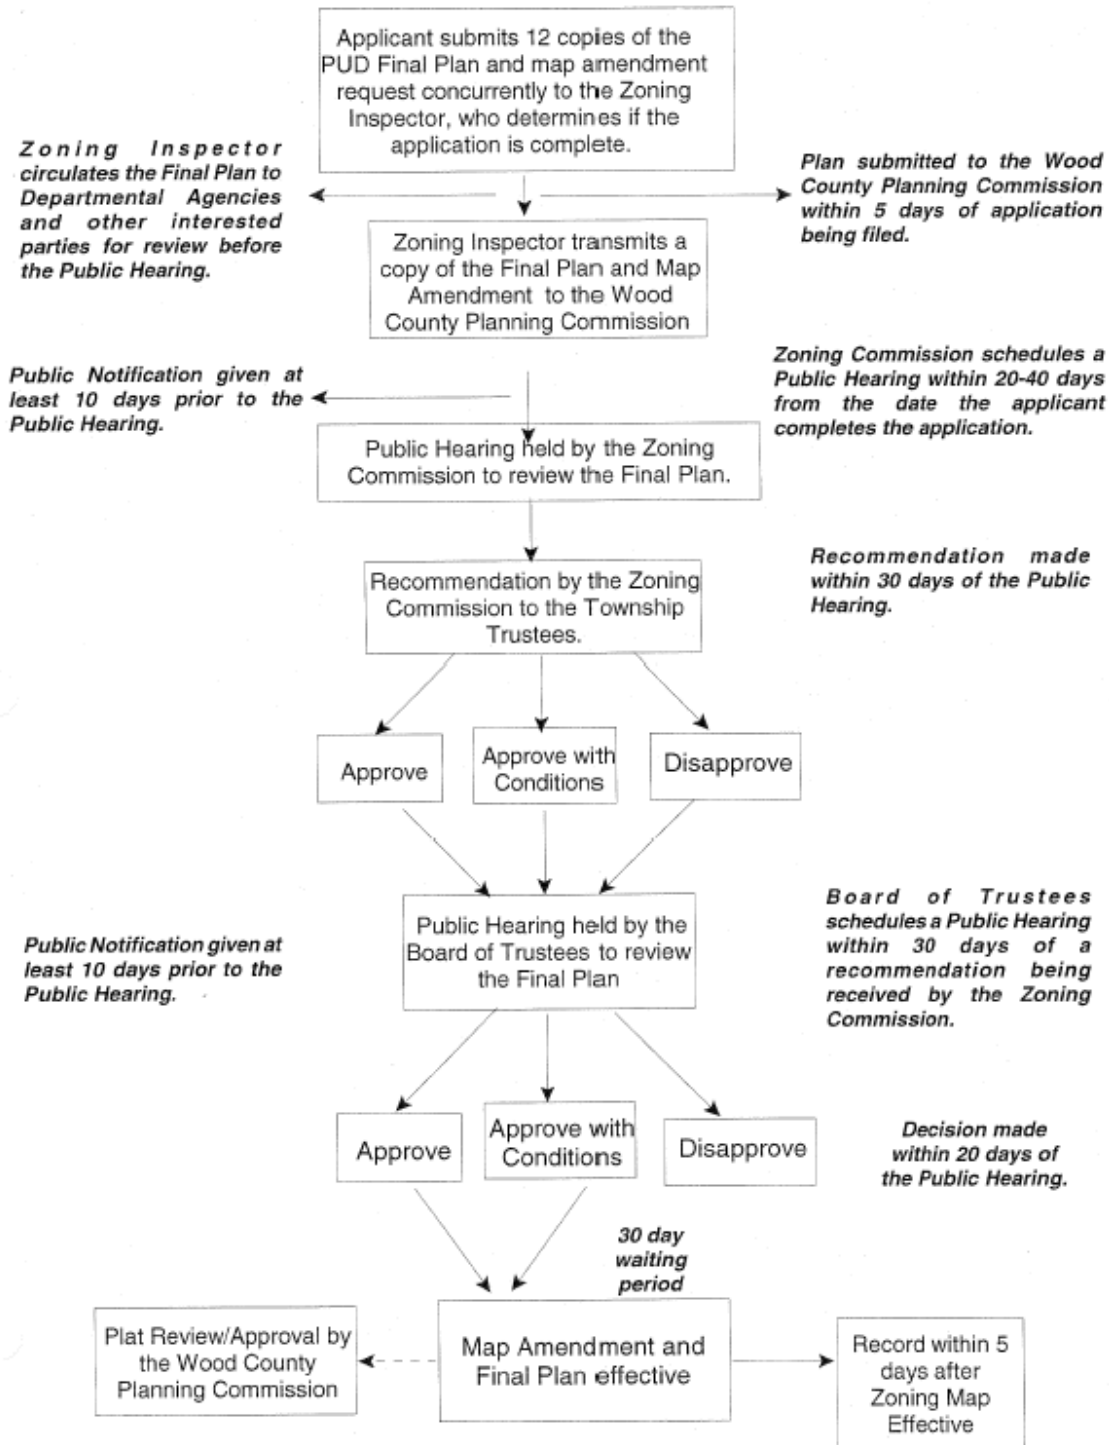 Applicant submits 12 copies of the
PUD Final Plan and map amendment
request concurrently to the Zoning
Inspector, who determines if the
application is complete.
Zoning Inspector
circulates the Final Plan to
Departmental Agencies
and other interested
parties for review before
the Public Hearing.
Plan submitted to the Wood
County Planning Commission
within 5 days of application
being filed.
Zoning Inspector transmits a
copy of the Final Plan and Map
Amendment to the Wood
County Planning Commission
Public Notification given at
least 10 days prior to the
Public Hearing.
Zoning Commission schedules a
Public Hearing within 20-40 days
from the date the applicant
completes the application.
Public Hearing held by the Zoning
Commission to review the Final Plan.
Recommendation made
within 30 days of the Public
Hearing.
Recommendation by the Zoning
Commission to the Township
Trustees.
Approve
Approve with
Conditions
Disapprove
Public Notification given at
least 10 days prior to the
Public Hearing.
Public Hearing held by the
Board of Trustees to review
the Final Plan
Board of Trustees
schedules a Public Hearing
within 30 days of a
recommendation being
received by the Zoning
Commission.
Approve
Approve with
Conditions
Disapprove
Decision made
within 20 days of
the Public Hearing.
30 day
waiting
period
Plat Review/Approval by
the Wood County
Planning Commission
Map Amendment and
Final Plan effective
Record within 5
days after
Zoning Map
Effective